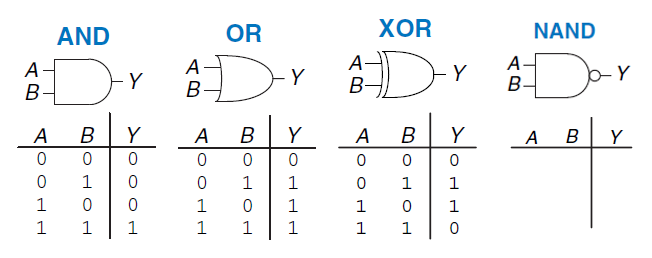 AND OR XOR NAND
A Y A Y A Y A Y
B B B B
A B Y A B Y A B Y A B Y
0 0 0 0 0 0 0 0 0
0 1 0 0 1 1 0 1 1
1 0 0 1 0 1 1 0 1
1 1 1 1 1 1 1 1 0